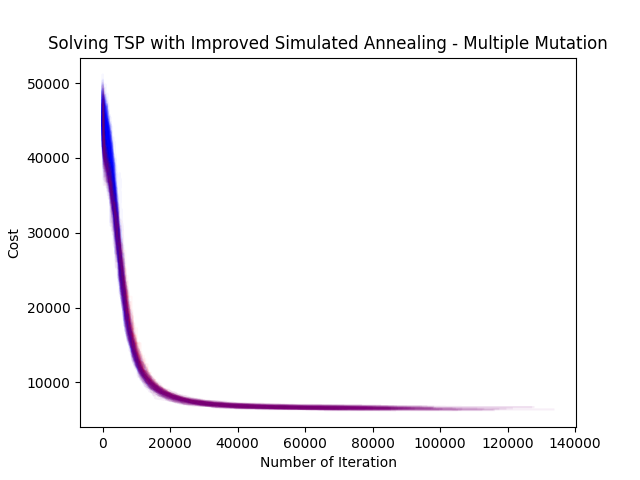 Solving TSP with Improved Simulated Annealing - Multiple Mutation
50000
40000
30000
20000
10000
Cost
0 20000 40000 60000 80000 100000 120000 140000
Number of Iteration